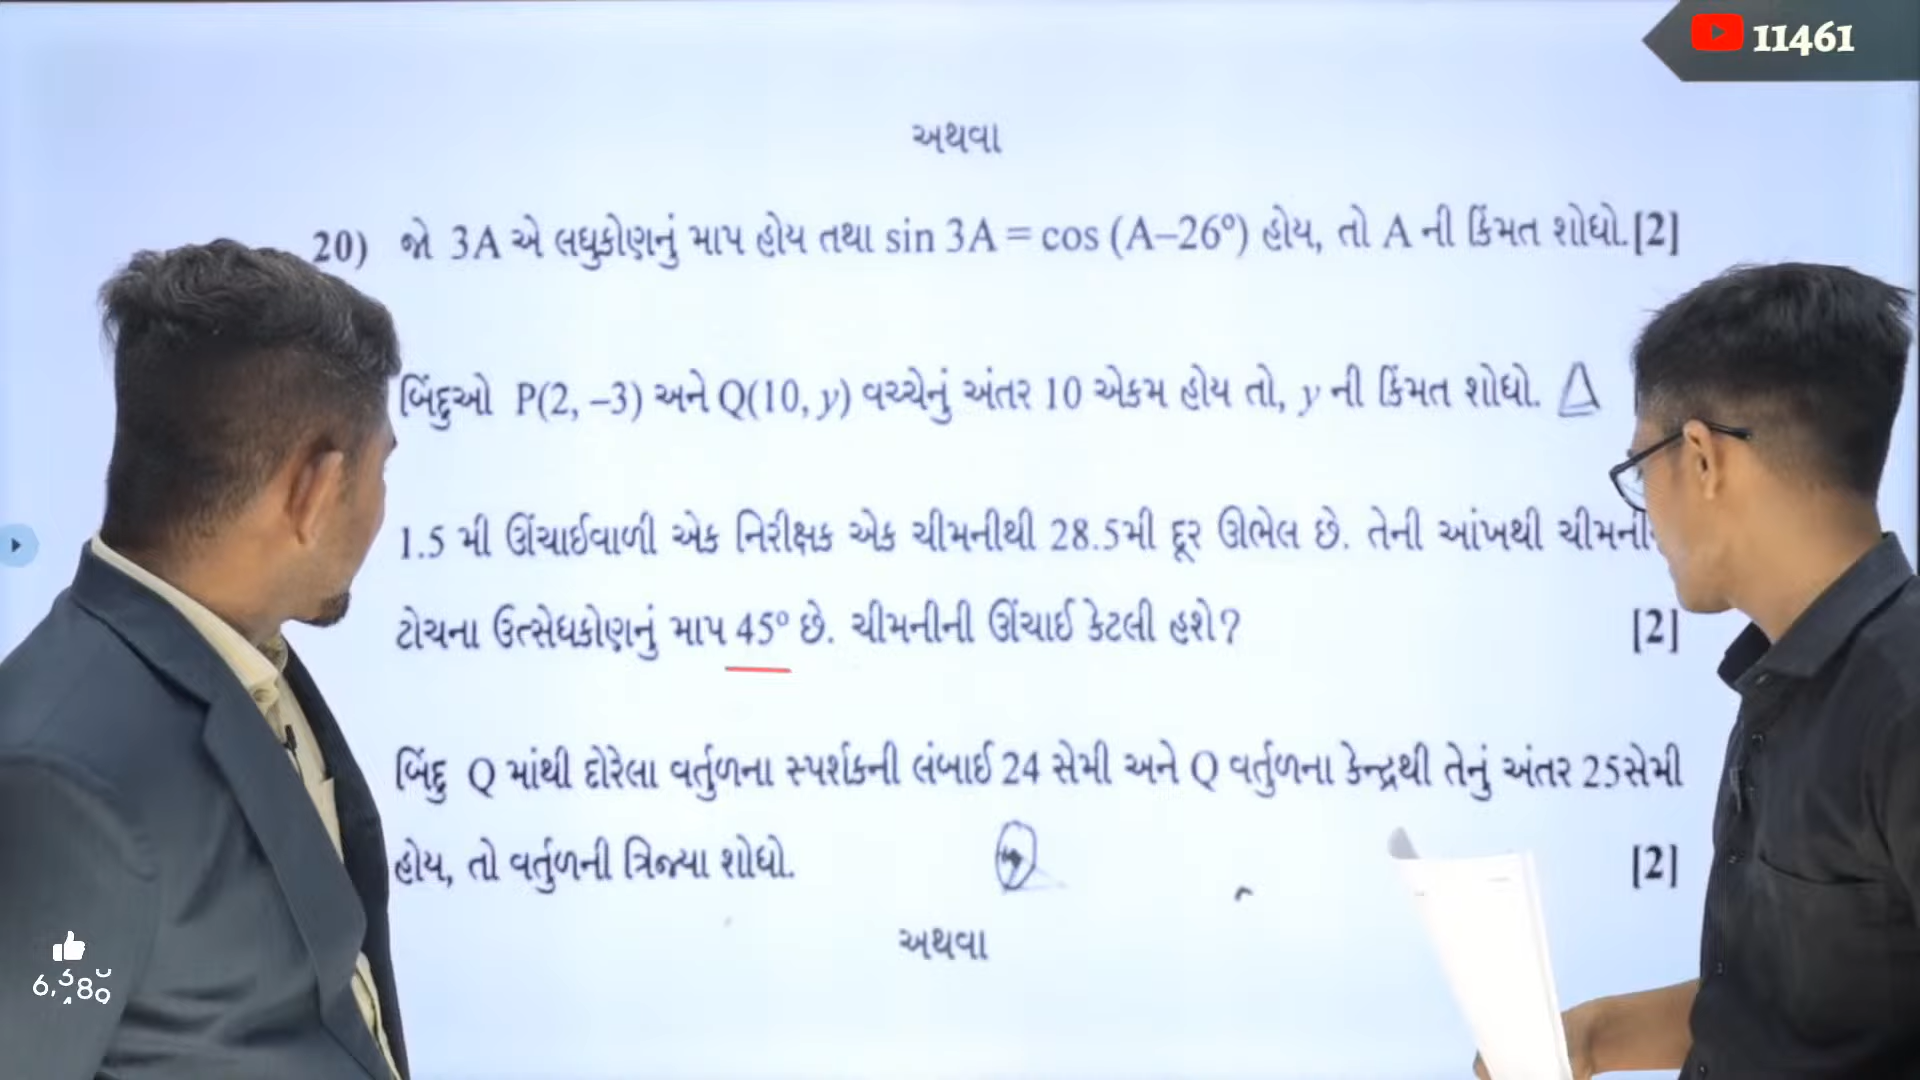 11461
અથવા
20) જો 3A એ લઘુકોણનું માપ હોય તથા sin 3A = cos (A–26°) હોય, તો A ની કિંમત શોધો. [2]
બિંદુઓ P(2, –3) અને Q(10, y) વચ્ચેનું અંતર 10 એકમ હોય તો, y ની કિંમત શોધો.
1.5 મી ઊંચાઈવાળી એક નિરીક્ષક એક ચીમનીથી 28.5મી દૂર ઊભેલ છે. તેની આંખથી
ટોચના ઉત્સેધકોણનું માપ 45° છે. ચીમનીની ઊંચાઈ કેટલી હશે? [2]
બિંદુ Q માંથી દોરેલા વર્તુળના સ્પર્શકની લંબાઈ 24 સેમી અને Q વર્તુળના કેન્દ્રથી તેનું અંતર 25સેમી
હોય, તો વર્તુળની ત્રિજ્યા શોધો. [2]
અથવા